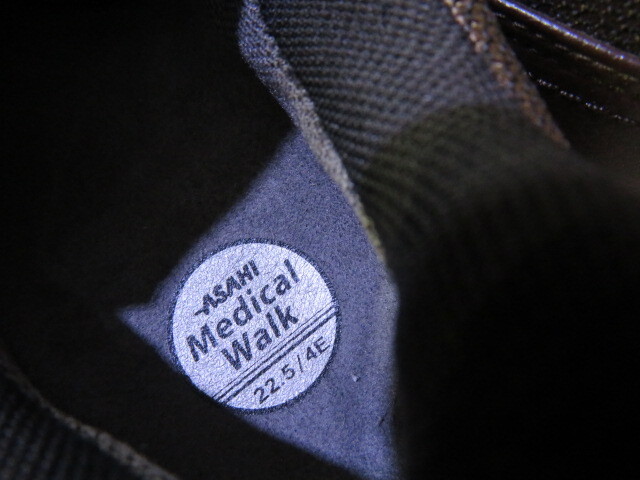 ASAHI
Medical
Walk
22.5/4E